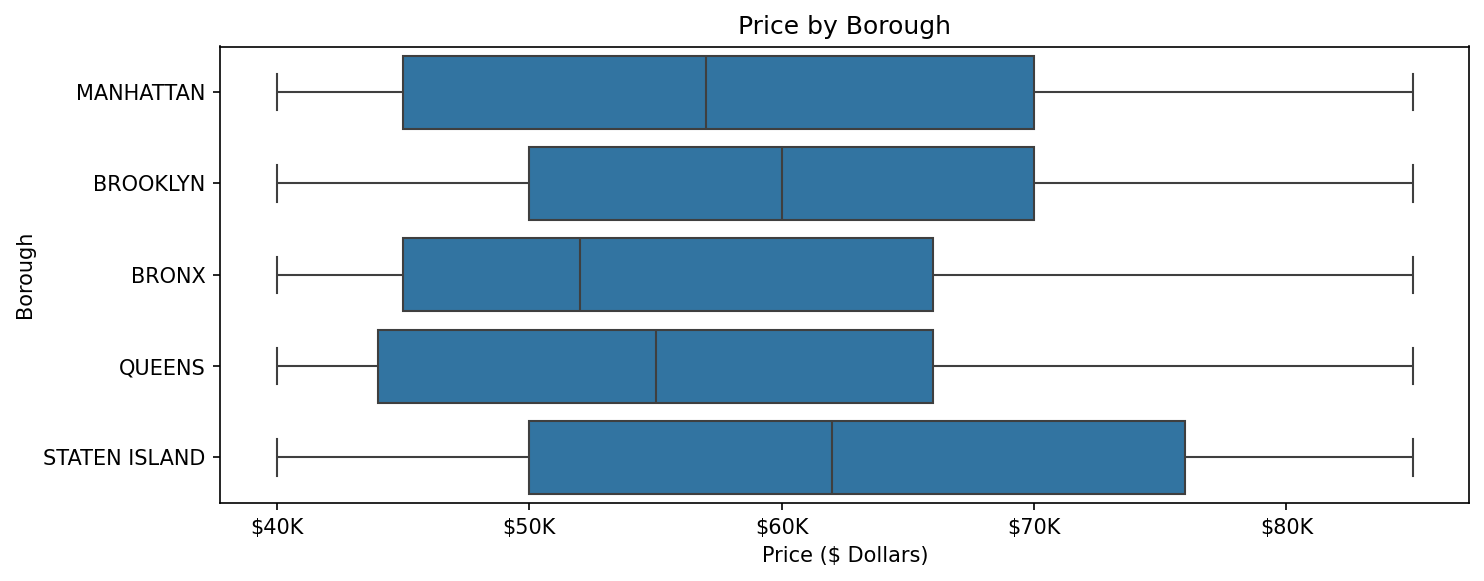 Price by Borough
MANHATTAN
BROOKLYN
BRONX
QUEENS
STATEN ISLAND
Borough
$40K
$50K
$60K
$70K
$80K
Price ($ Dollars)